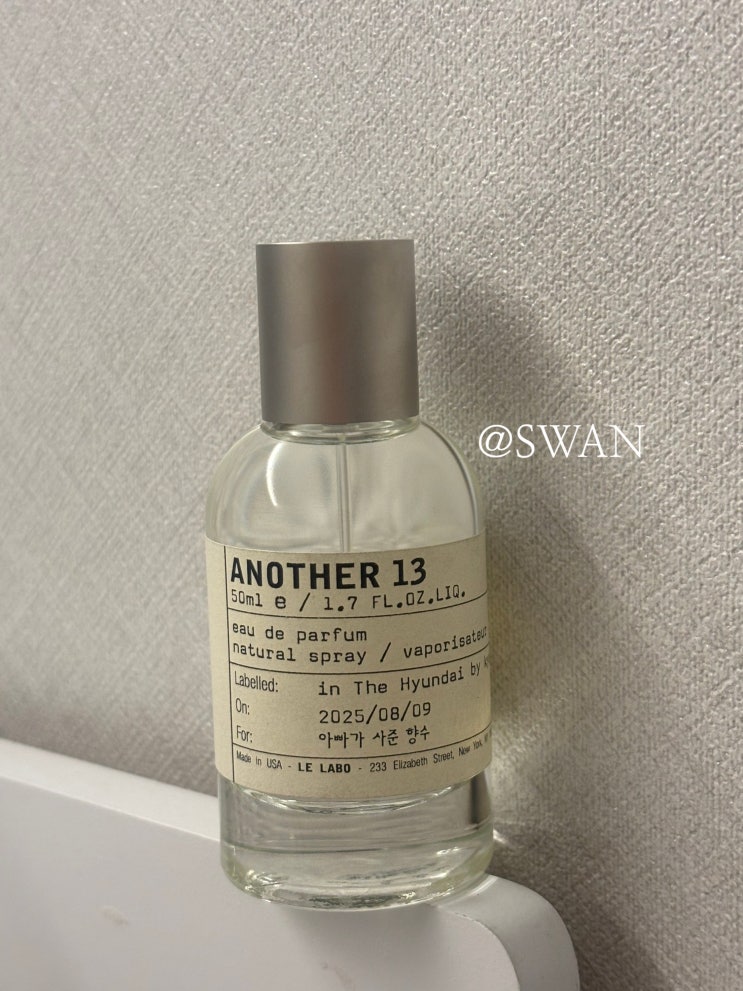 @SWAN
ANOTHER 13
50ml e / 1.7 FL.OZ.LIQ.
eau de parfum
natural spray / vaporisateur
Labelled: in The Hyundai by
On: 2025/08/09
For: 아빠가 사준 향수
Made in USA - LE LABO - 233 Elizabeth Street, New York,